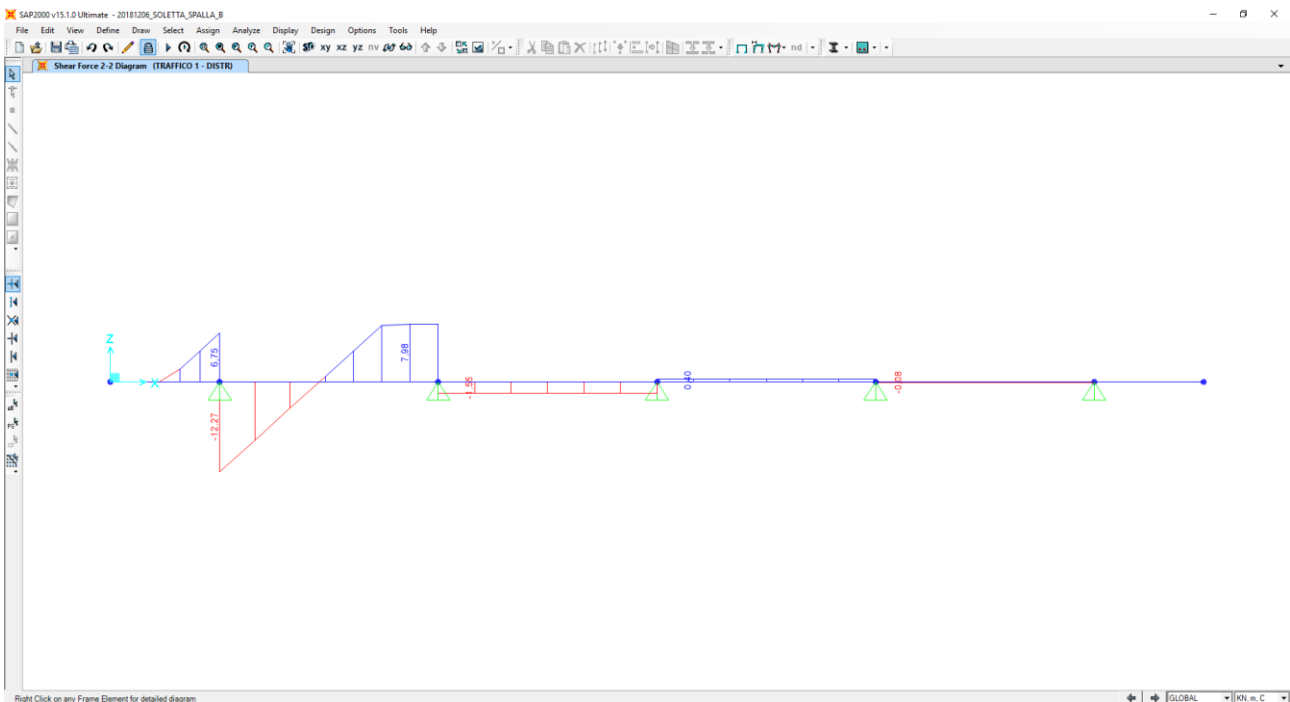 SAP2000 v15.1.0 Ultimate - 20181206_SOLETTA_SPALLA_B
File Edit View Define Draw Select Assign Analyze Display Design Options Tools Help
xy xz yz nv nd
Shear Force 2-2 Diagram (TRAFFICO 1 - DISTR)
Z
X
6,75
-12,27
7,98
-1,55
0,40
-0,08
Right Click on any Frame Element for detailed diagram
GLOBAL KN, m, C